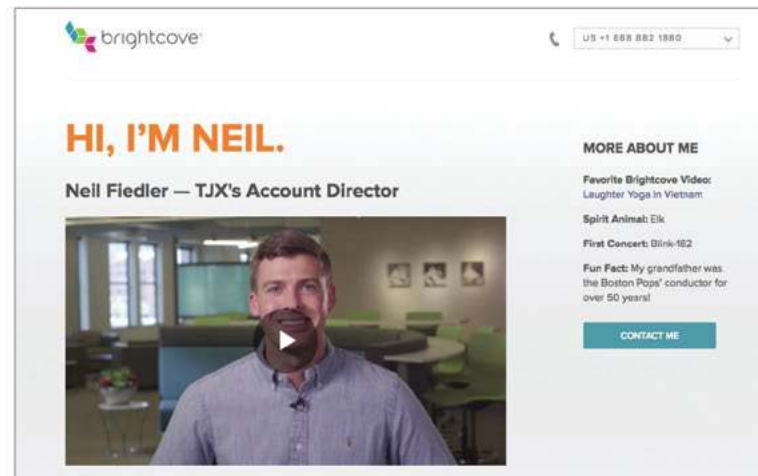 brightcove
US +1 888 882 1880
HI, I'M NEIL.
Neil Fiedler — TJX's Account Director
MORE ABOUT ME
Favorite Brightcove Video:
Laughter Yoga in Vietnam
Spirit Animal: Elk
First Concert: Blink-182
Fun Fact: My grandfather was
the Boston Pops' conductor for
over 50 years!
CONTACT ME